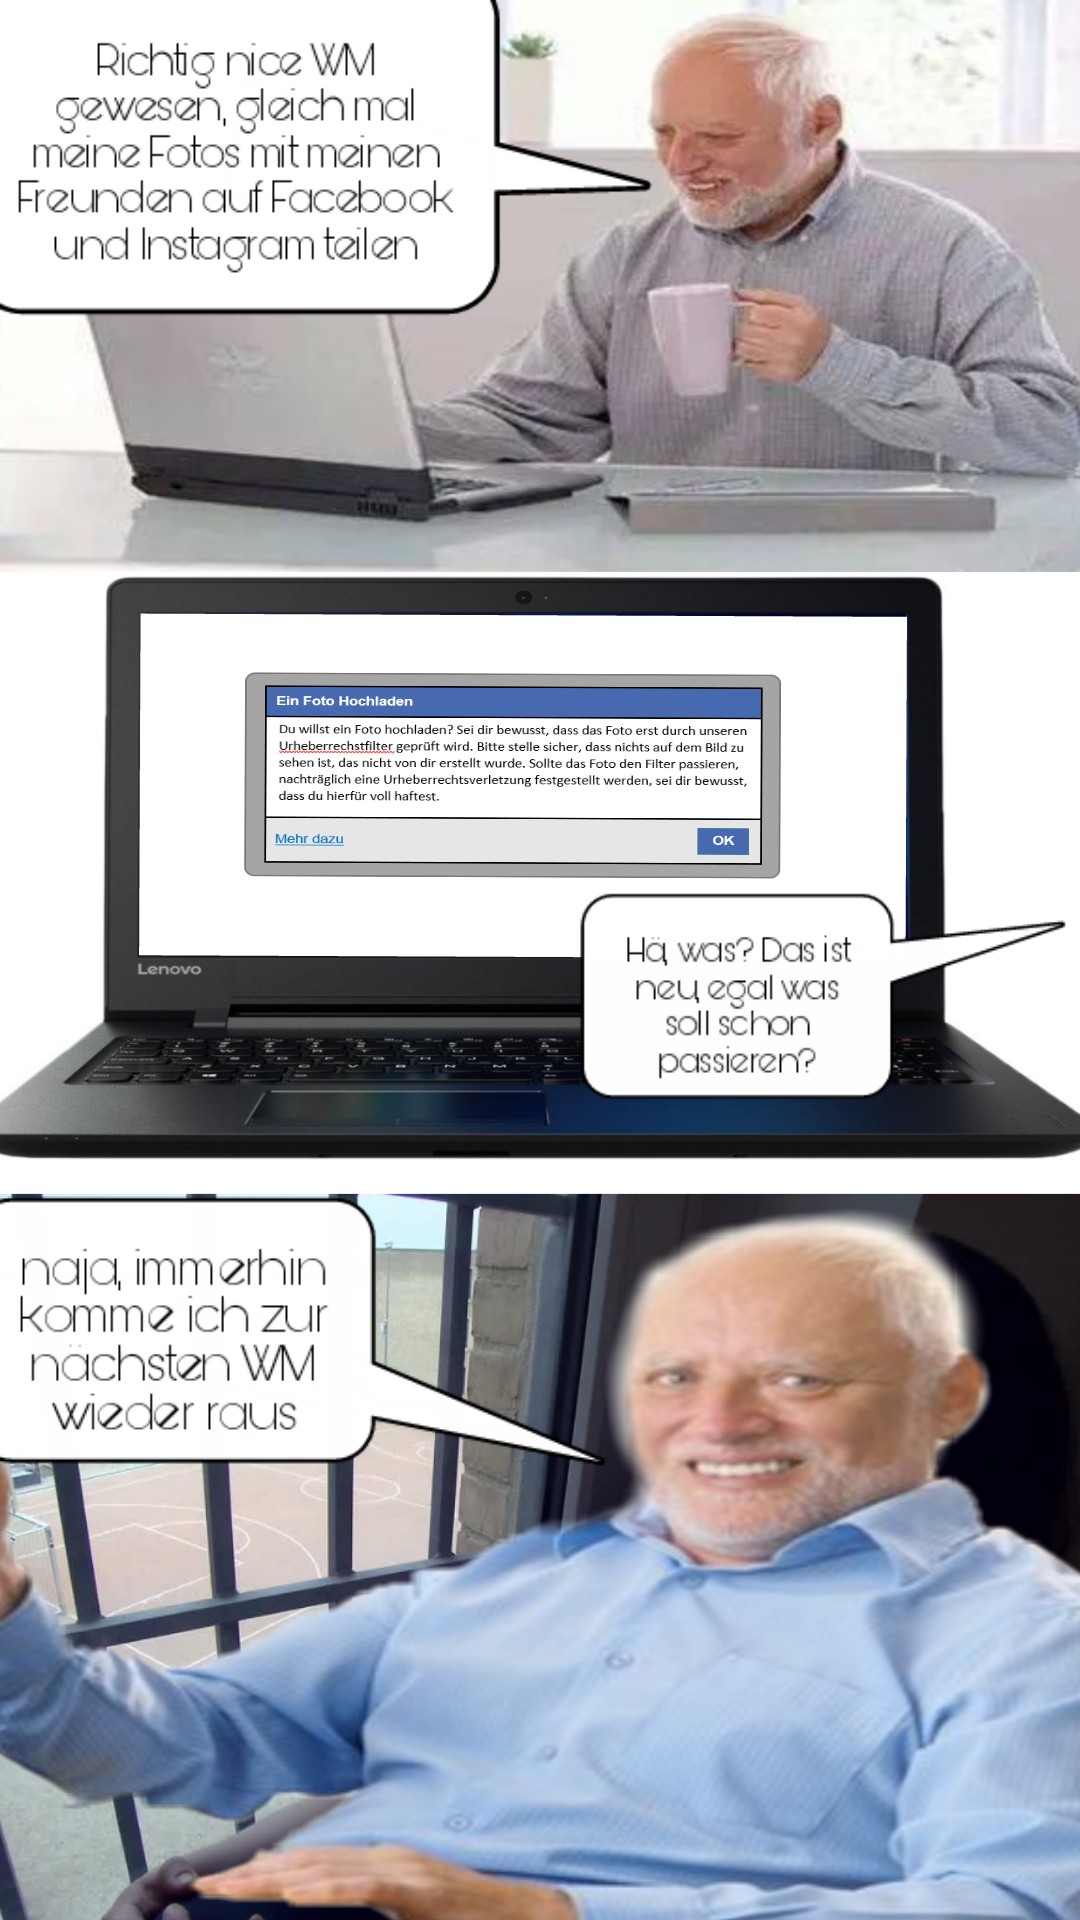 Richtig nice WM
gewesen, gleich mal
meine Fotos mit meinen
Freunden auf Facebook
und Instagram teilen
Ein Foto Hochladen
Du willst ein Foto hochladen? Sei dir bewusst, dass das Foto erst durch unseren
Urheberrechstfilter geprüft wird. Bitte stelle sicher, dass nichts auf dem Bild zu
sehen ist, das nicht von dir erstellt wurde. Sollte das Foto den Filter passieren,
nachträglich eine Urheberrechtsverletzung festgestellt werden, sei dir bewusst,
dass du hierfür voll haftest.
Mehr dazu
OK
Lenovo
Hä, was? Das ist
neu, egal was
soll schon
passieren?
naja, immerhin
komme ich zur
nächsten WM
wieder raus